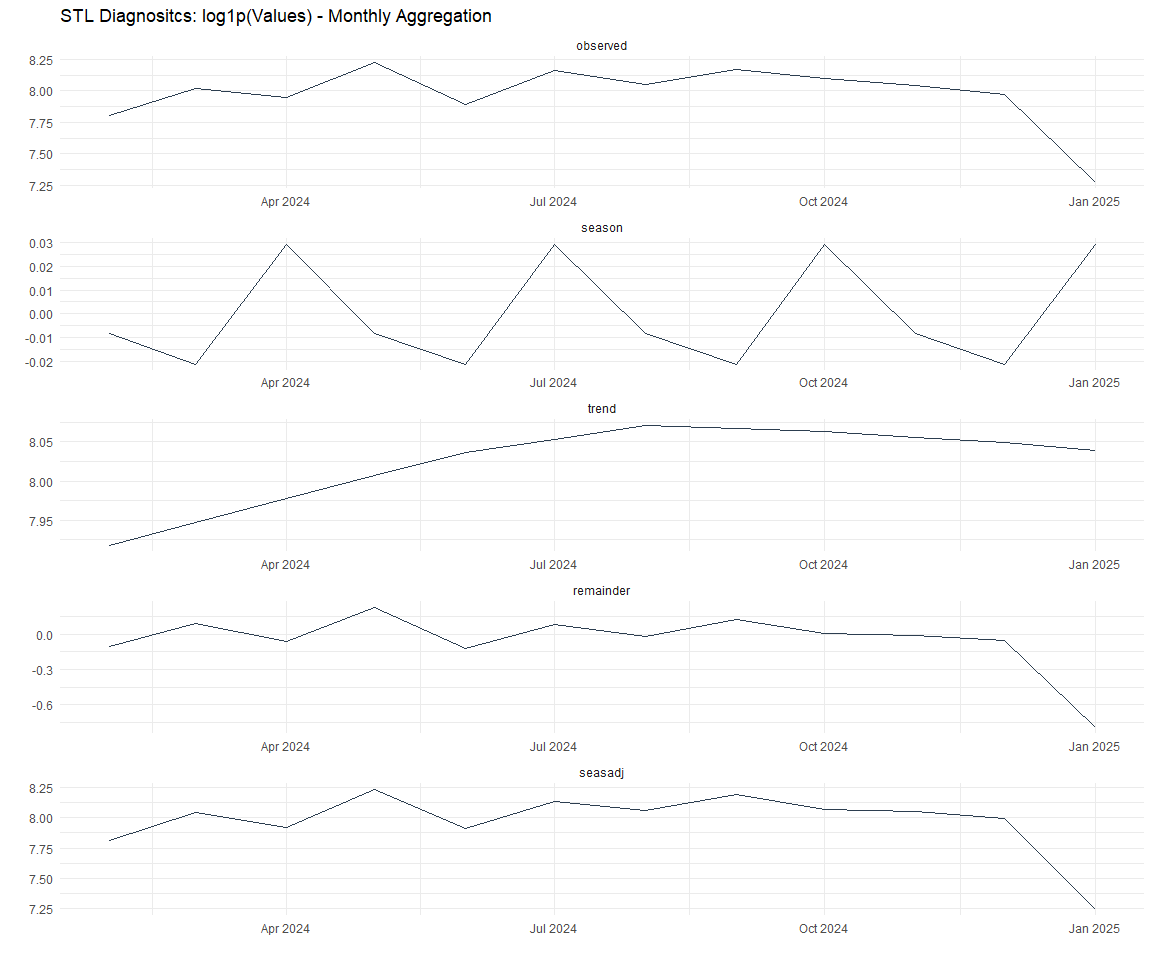 STL Diagnositcs: log1p(Values) - Monthly Aggregation
observed
8.25
8.00
7.75
7.50
7.25
Apr 2024 Jul 2024 Oct 2024 Jan 2025
season
0.03
0.02
0.01
0.00
-0.01
-0.02
Apr 2024 Jul 2024 Oct 2024 Jan 2025
trend
8.05
8.00
7.95
Apr 2024 Jul 2024 Oct 2024 Jan 2025
remainder
0.0
-0.3
-0.6
Apr 2024 Jul 2024 Oct 2024 Jan 2025
seasadj
8.25
8.00
7.75
7.50
7.25
Apr 2024 Jul 2024 Oct 2024 Jan 2025